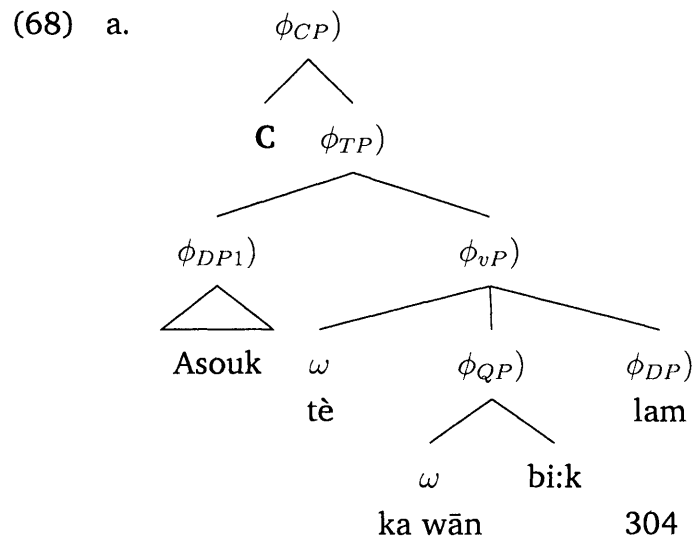 (68) a. ϕCP)
C ϕTP)
ϕDP1) ϕvP)
Asouk ω ϕQP) ϕDP)
tè lam
ω bi:k
ka wān 304